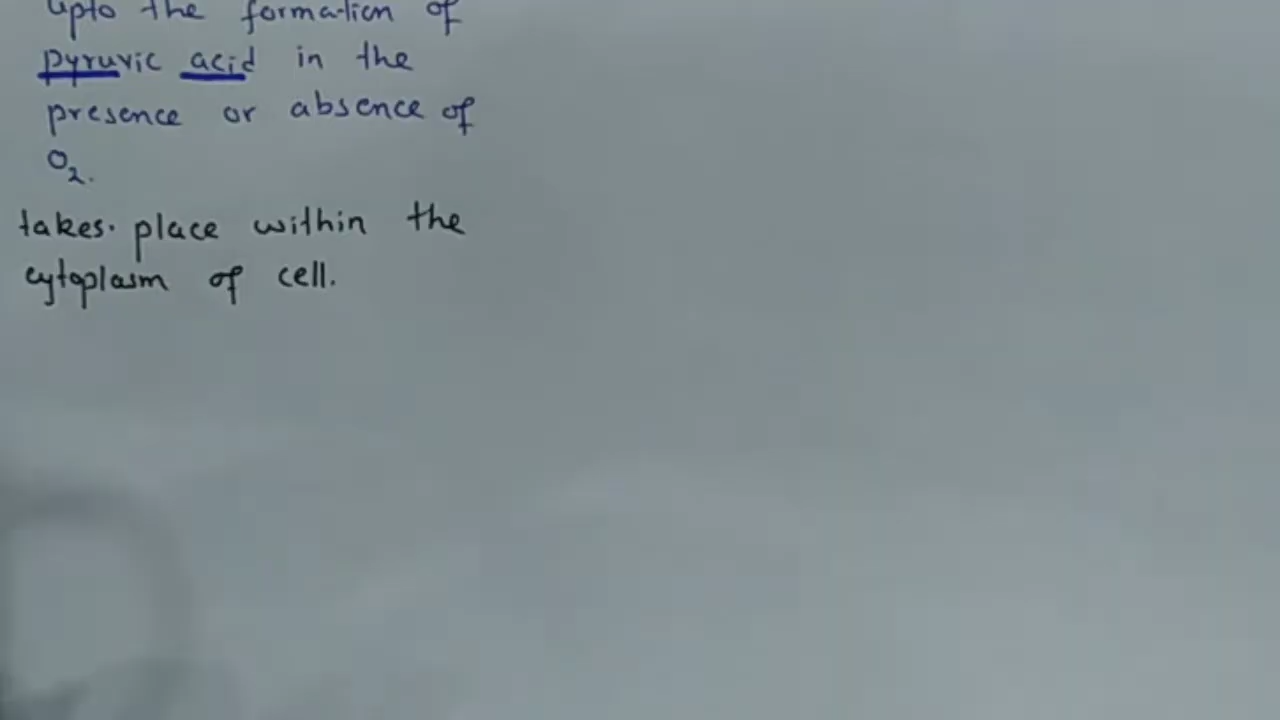 upto the formation of
pyruvic acid in the
presence or absence of
O₂.
takes. place within the
cytoplasm of cell.